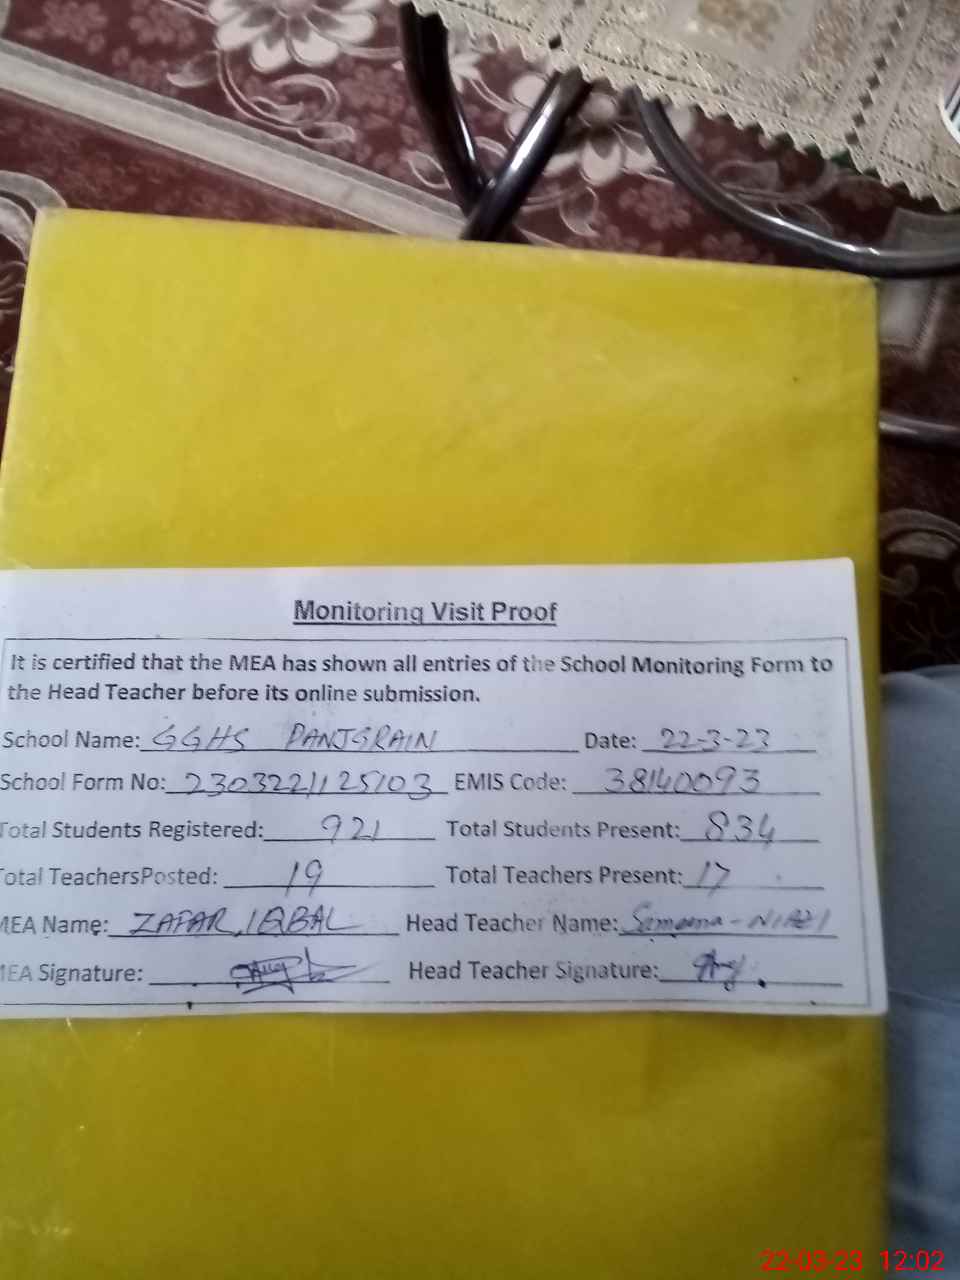 Monitoring Visit Proof
It is certified that the MEA has shown all entries of the School Monitoring Form to
the Head Teacher before its online submission.
School Name: GGHS PANJGRAIN Date: 22-3-23
School Form No: 2303221125103 EMIS Code: 38140093
Total Students Registered: 921 Total Students Present: 834
Total TeachersPosted: 19 Total Teachers Present: 17
MEA Name: ZAFAR IQBAL Head Teacher Name: NIAZI
MEA Signature: Head Teacher Signature:
22-03-23 12:02